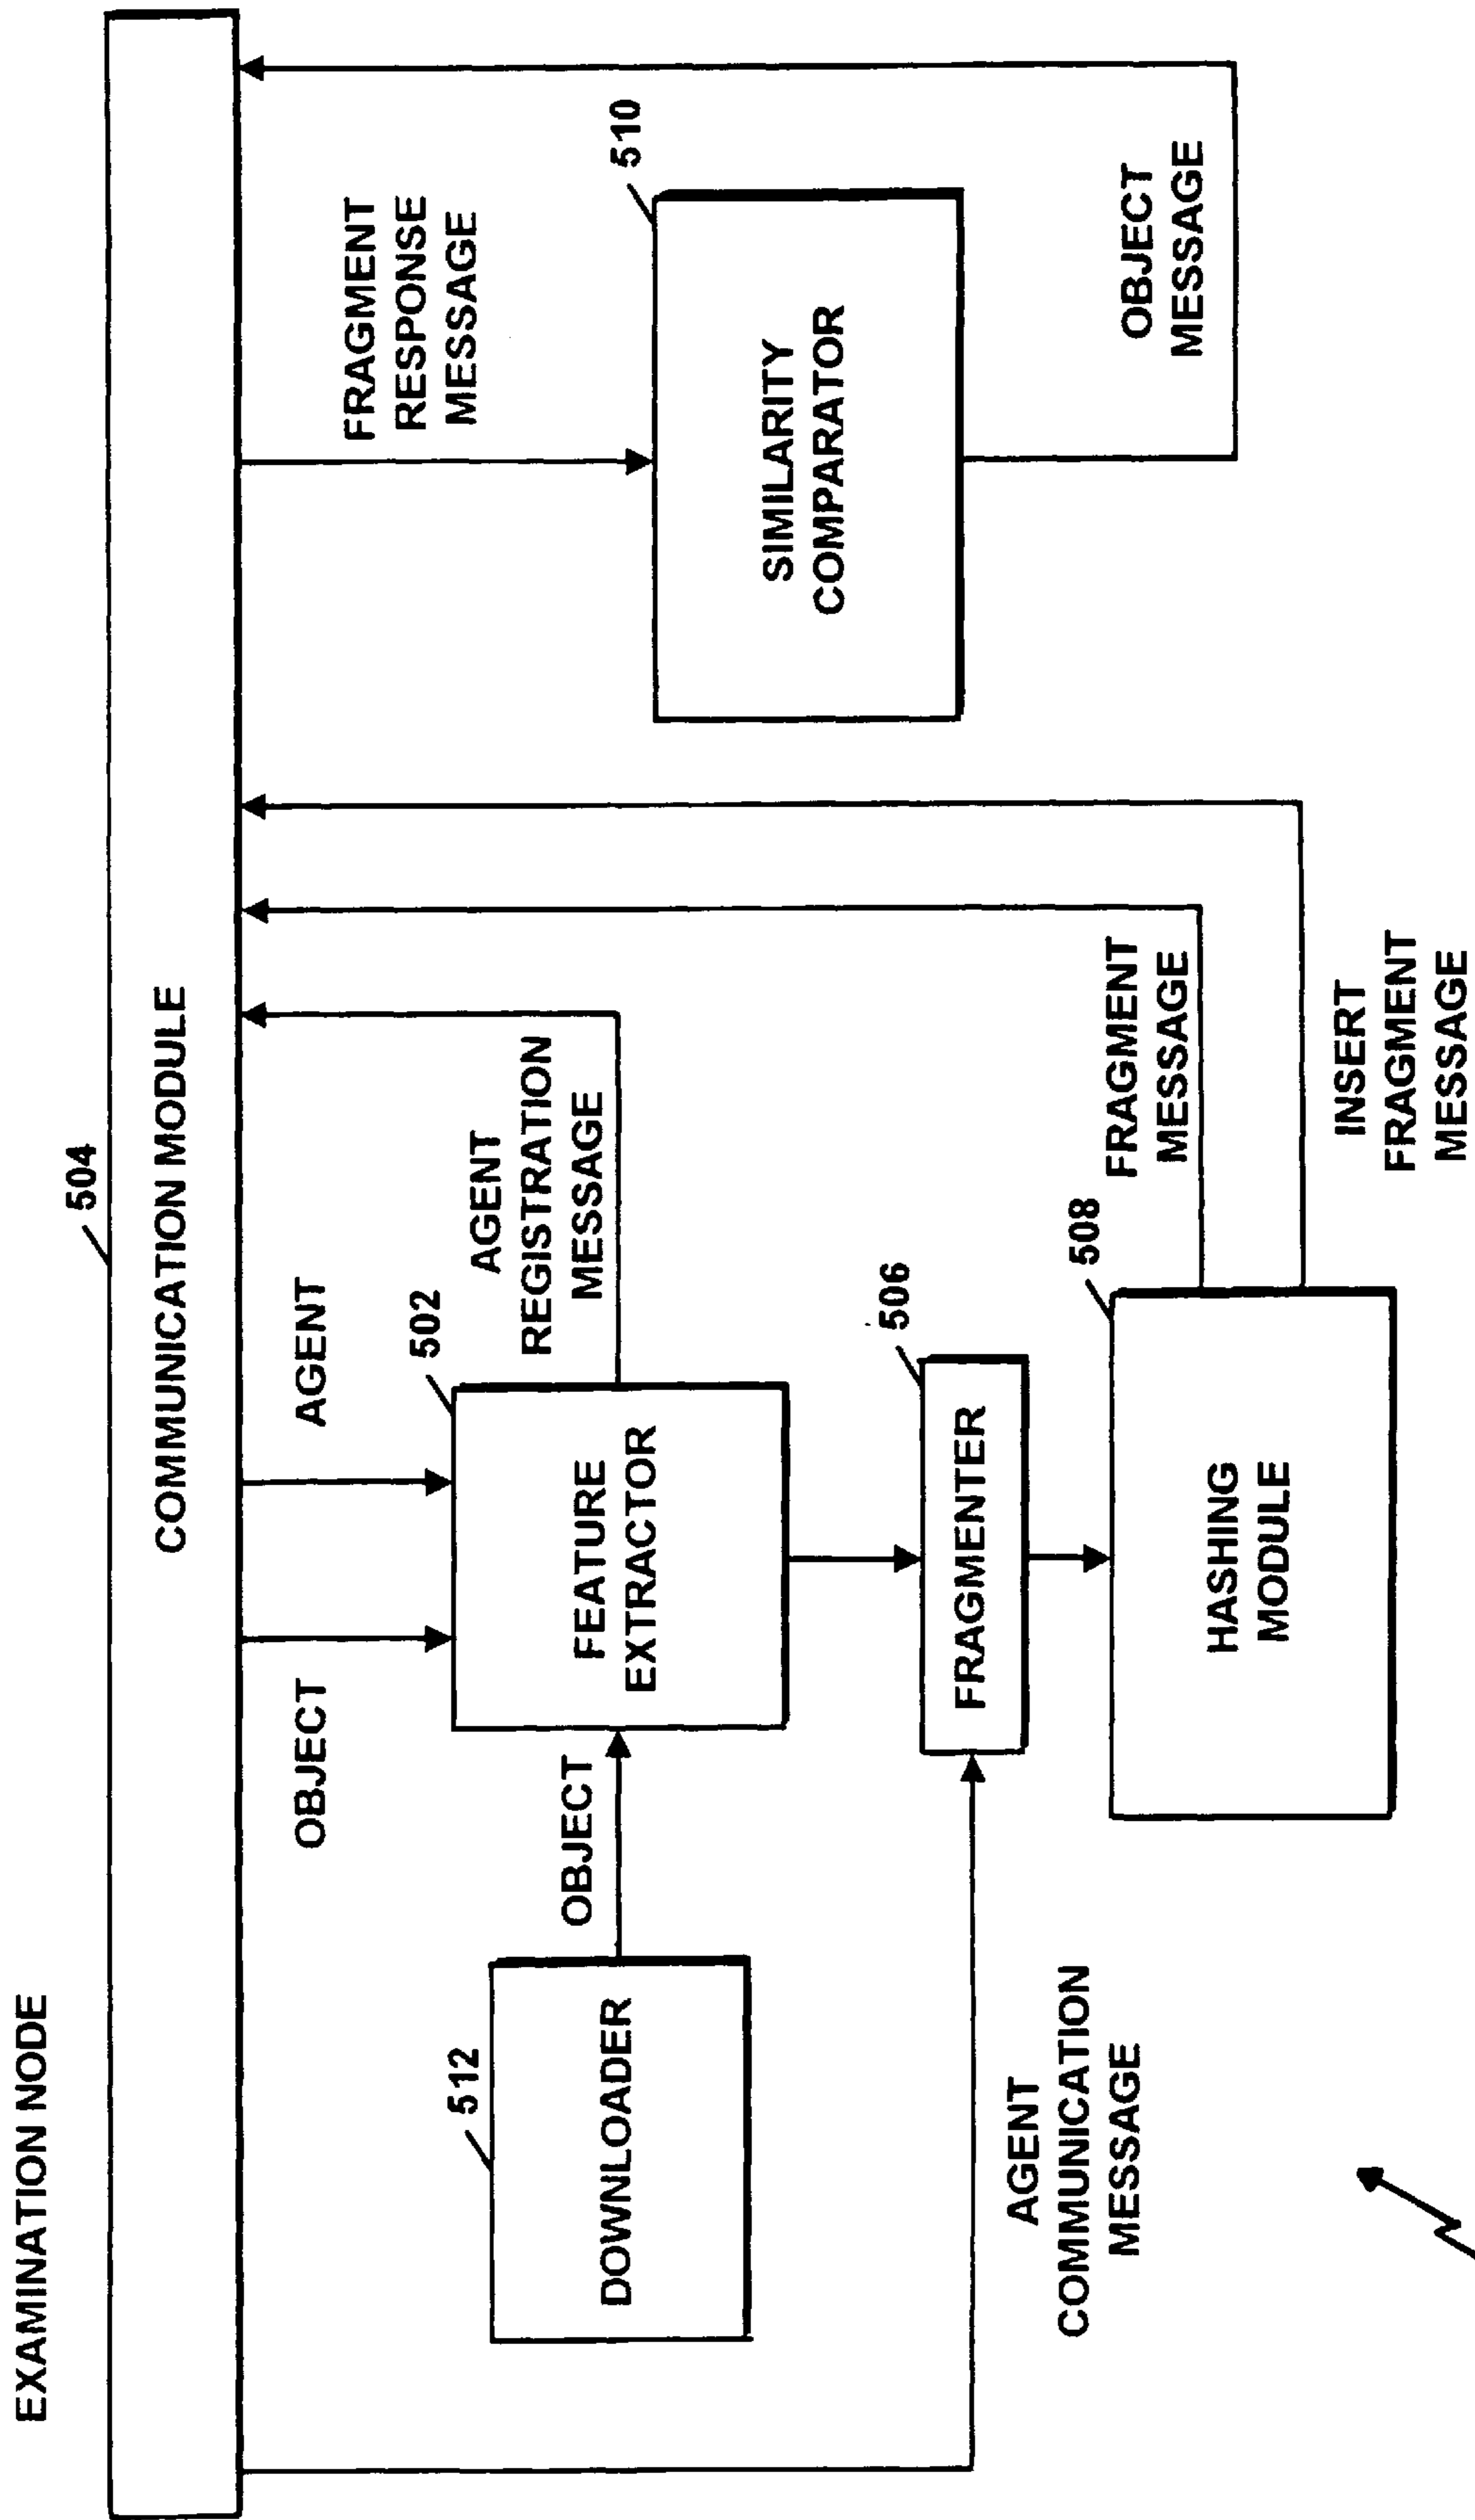 EXAMINATION NODE
504
COMMUNICATION MODULE
OBJECT
AGENT
FRAGMENT
RESPONSE
MESSAGE
512
DOWNLOADER
OBJECT
502
FEATURE
EXTRACTOR
AGENT
REGISTRATION
MESSAGE
510
SIMILARITY
COMPARATOR
506
FRAGMENTER
AGENT
COMMUNICATION
MESSAGE
508
HASHING
MODULE
FRAGMENT
MESSAGE
INSERT
FRAGMENT
MESSAGE
OBJECT
MESSAGE